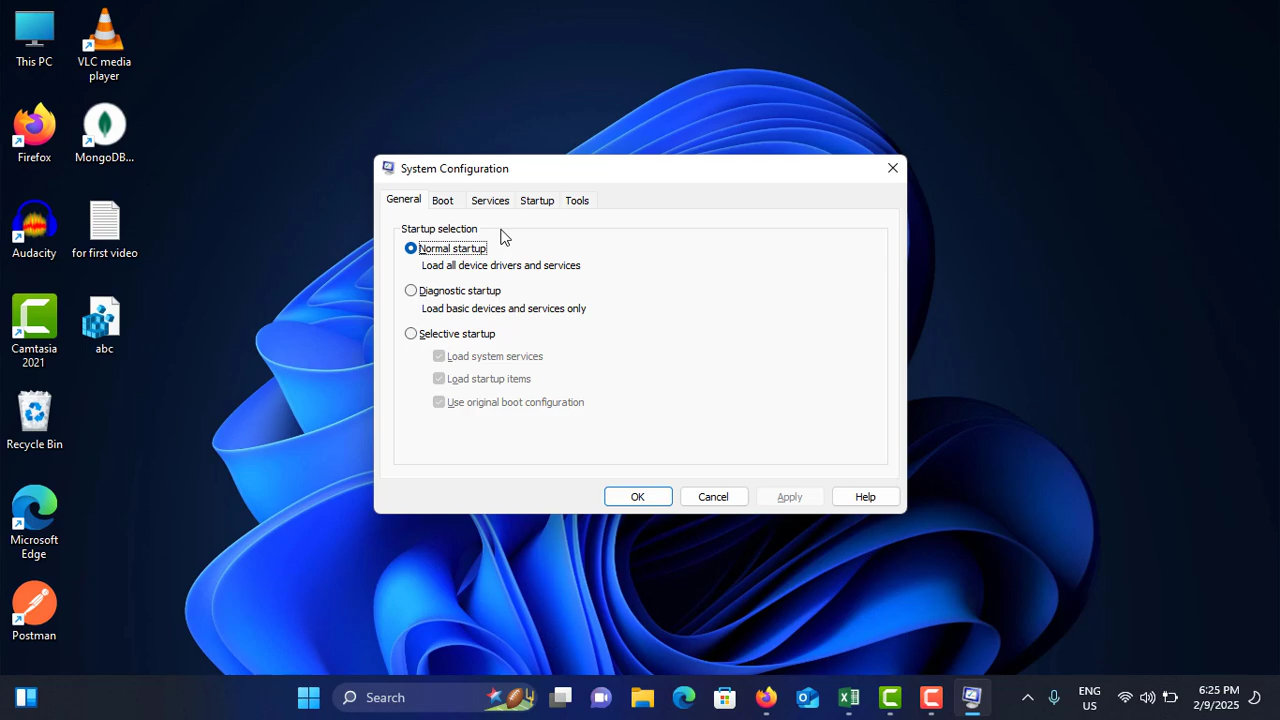 This PC
VLC media
player
Firefox
MongoDB...
Audacity
for first video
Camtasia
2021
abc
Recycle Bin
Microsoft
Edge
Postman
System Configuration
General
Boot
Services
Startup
Tools
Startup selection
Normal startup
Load all device drivers and services
Diagnostic startup
Load basic devices and services only
Selective startup
Load system services
Load startup items
Use original boot configuration
OK
Cancel
Apply
Help
Search
ENG
US
6:25 PM
2/9/2025